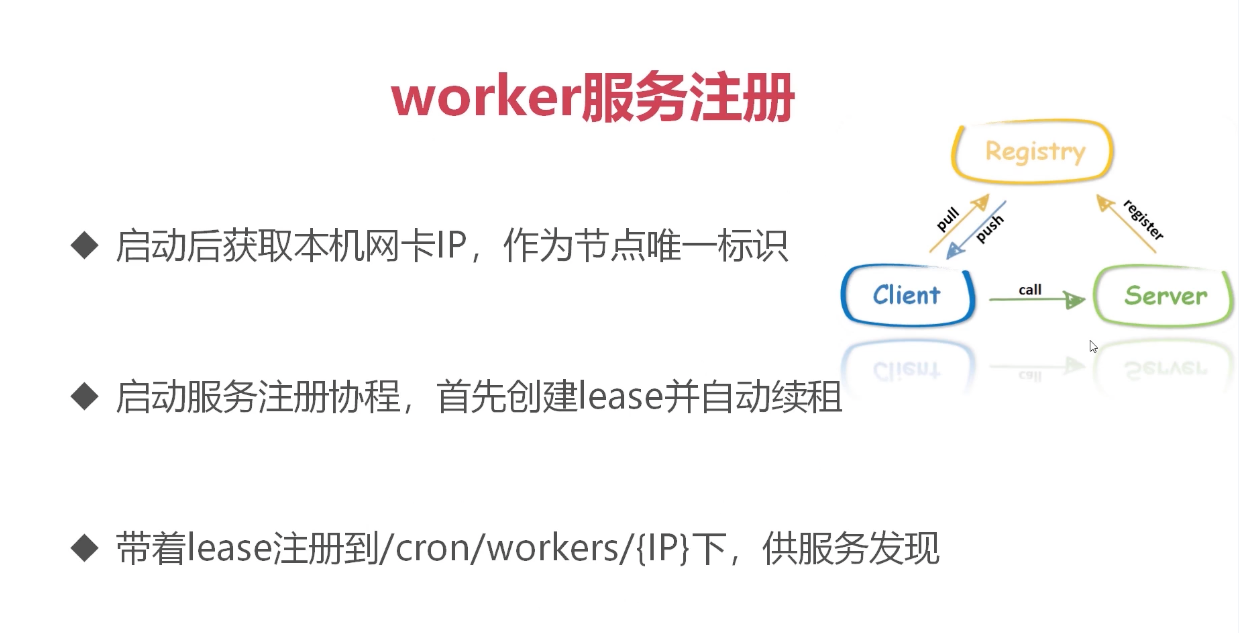 worker服务注册
Registry
pull
push
register
Client
call
Server
Client
call
Server
启动后获取本机网卡IP，作为节点唯一标识
启动服务注册协程，首先创建lease并自动续租
带着lease注册到/cron/workers/{IP}下，供服务发现